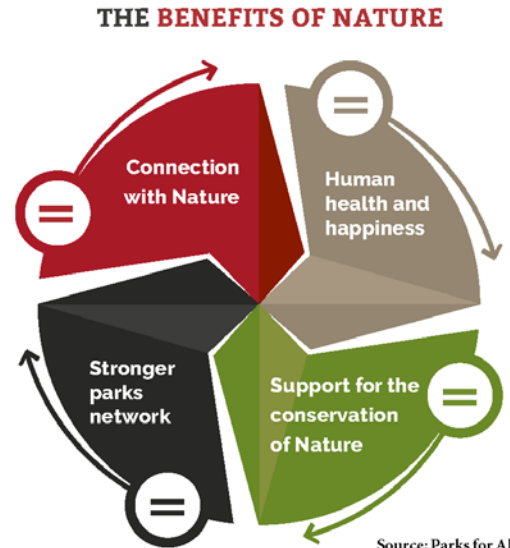 THE BENEFITS OF NATURE
Connection
with Nature
=
Human
health and
happiness
=
Support for the
conservation
of Nature
=
Stronger
parks
network
=
Source: Parks for Al